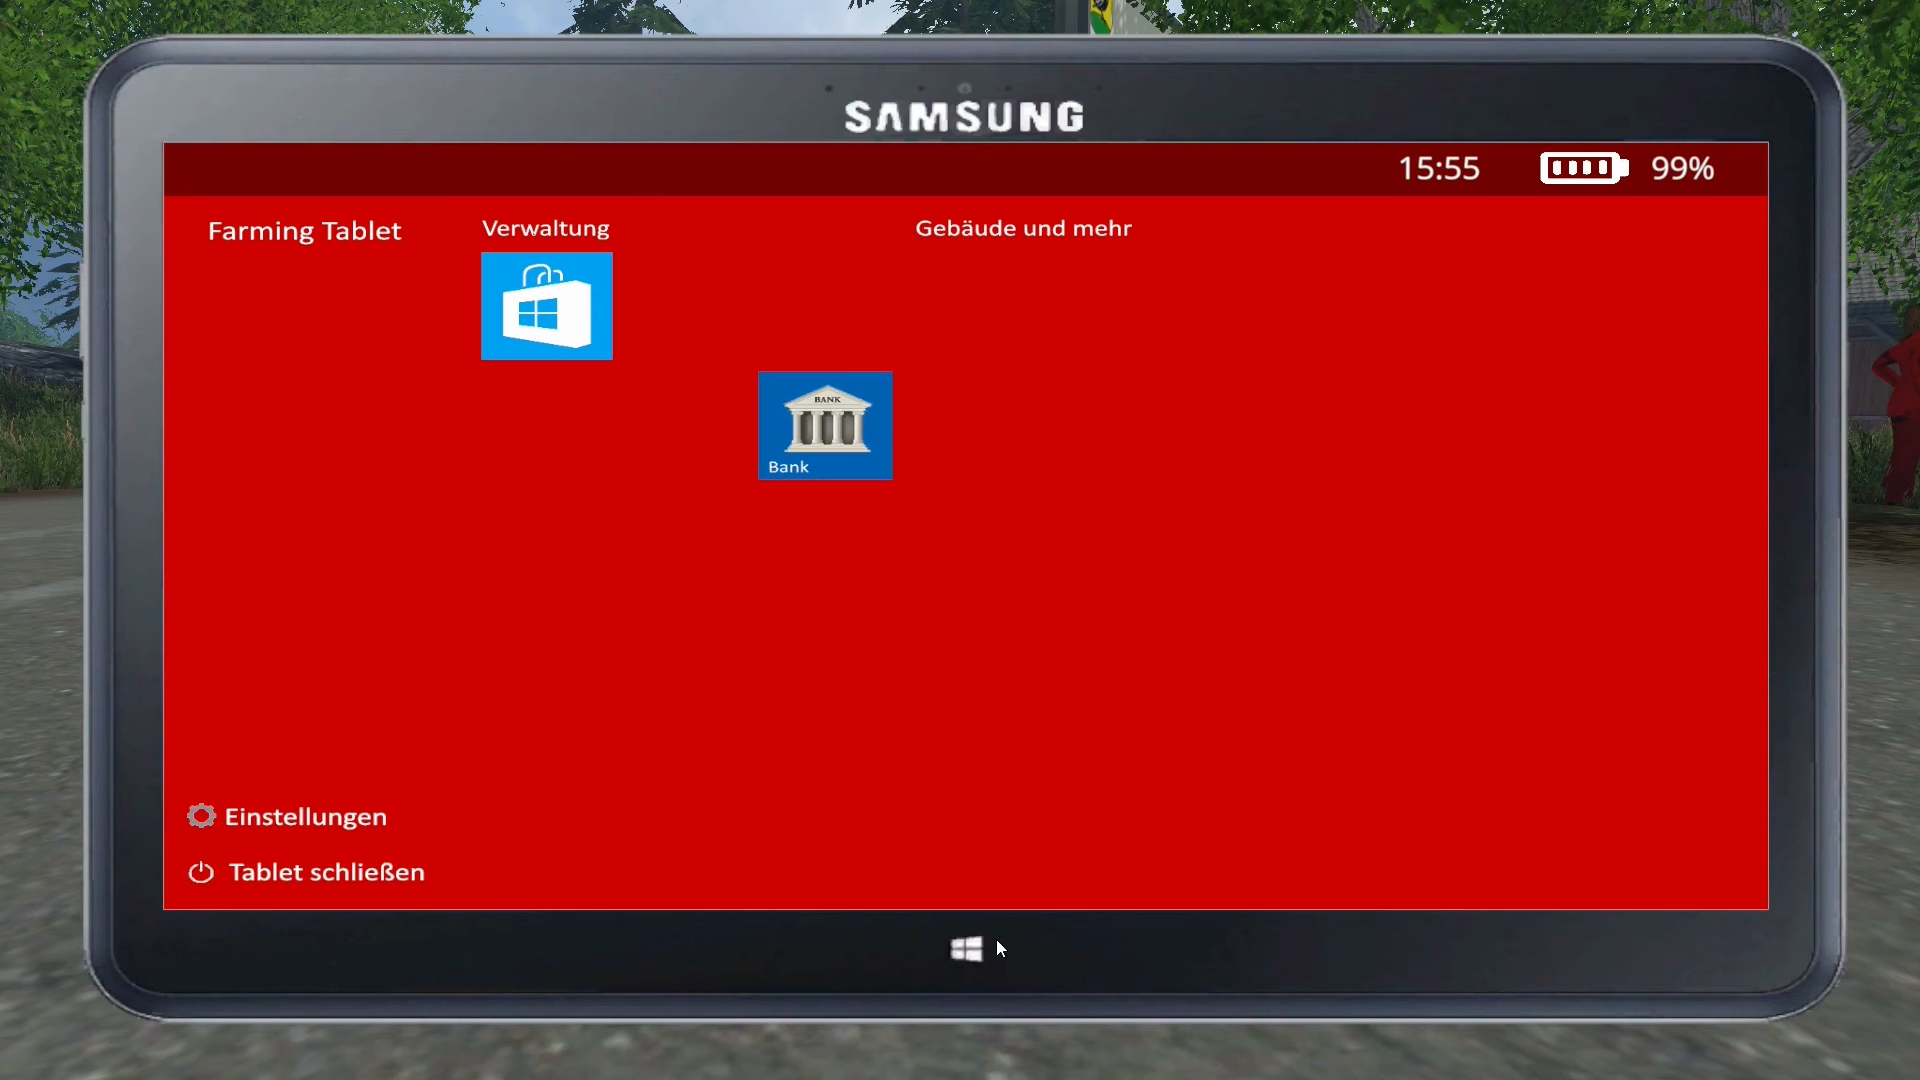 SAMSUNG
15:55 99%
Farming Tablet
Verwaltung
Gebäude und mehr
BANK
Bank
Einstellungen
Tablet schließen